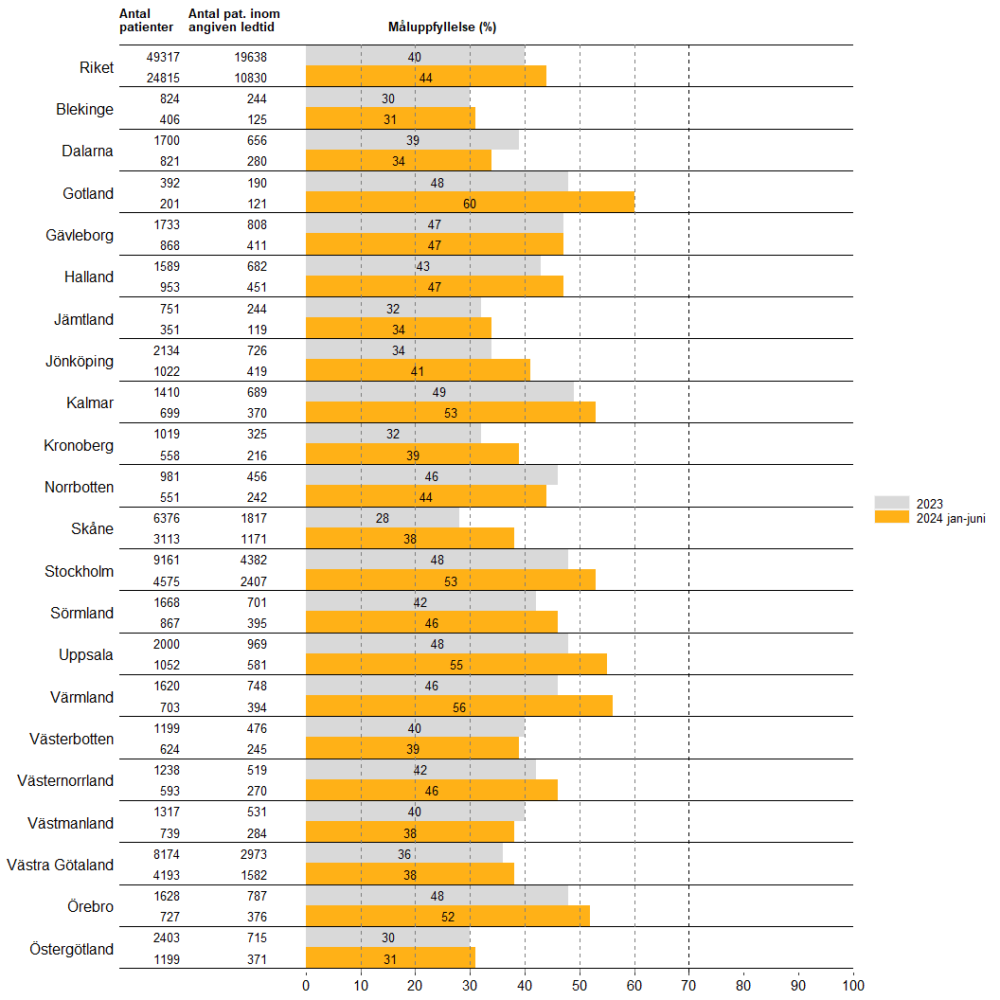 Antal Antal pat. inom
patienter angiven ledtid Måluppfyllelse (%)
49317 19638 40
Riket
24815 10830 44
824 244 30
Blekinge
406 125 31
1700 656 39
Dalarna
821 280 34
392 190 48
Gotland
201 121 60
1733 808 47
Gävleborg
868 411 47
1589 682 43
Halland
953 451 47
751 244 32
Jämtland
351 119 34
2134 726 34
Jönköping
1022 419 41
1410 689 49
Kalmar
699 370 53
1019 325 32
Kronoberg
558 216 39
981 456 46
Norrbotten
551 242 44
6376 1817 28
Skåne
3113 1171 38
9161 4382 48
Stockholm
4575 2407 53
1668 701 42
Sörmland
867 395 46
2000 969 48
Uppsala
1052 581 55
1620 748 46
Värmland
703 394 56
1199 476 40
Västerbotten
624 245 39
1238 519 42
Västernorrland
593 270 46
1317 531 40
Västmanland
739 284 38
8174 2973 36
Västra Götaland
4193 1582 38
1628 787 48
Örebro
727 376 52
2403 715 30
Östergötland
1199 371 31
0 10 20 30 40 50 60 70 80 90 100
2023
2024 jan-juni